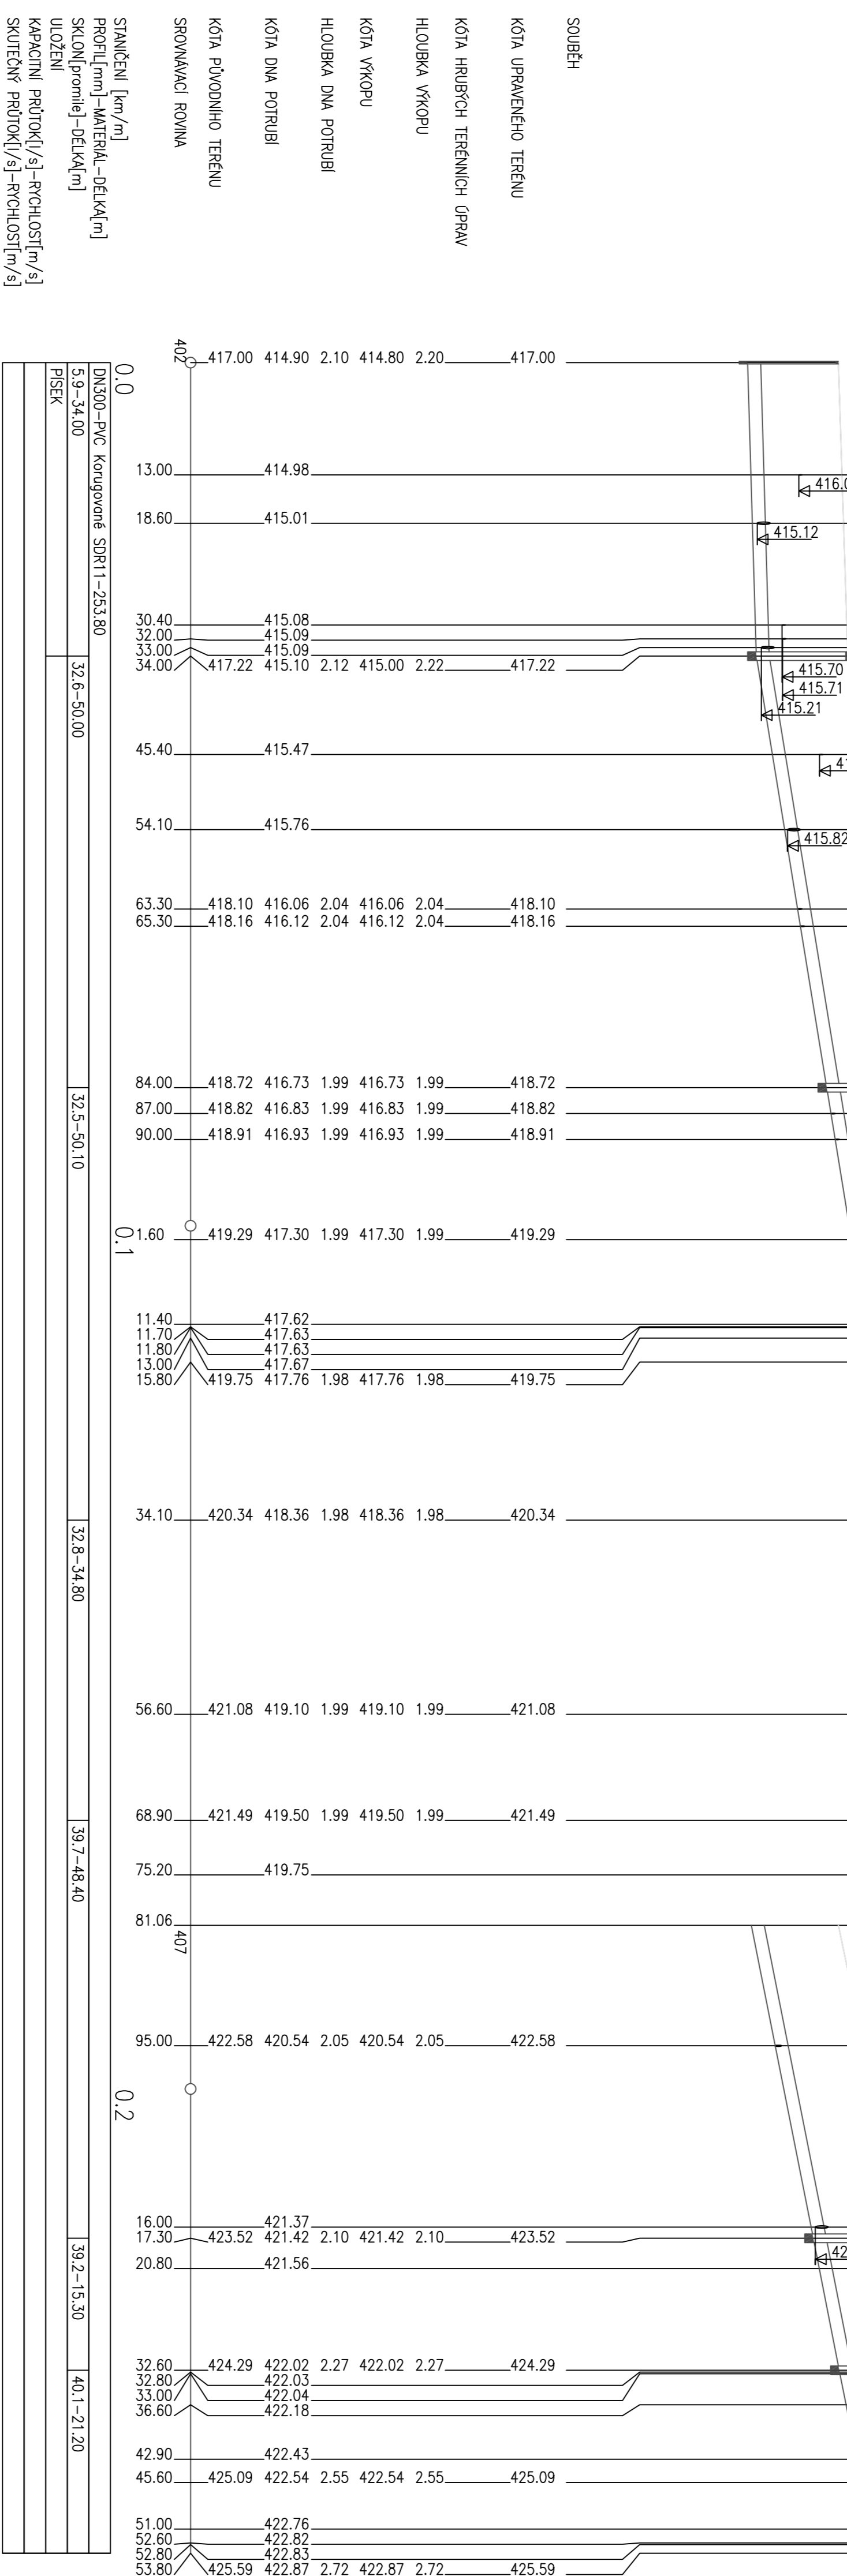 SOUBĚH
KÓTA UPRAVENÉHO TERÉNU
KÓTA HRUBÝCH TERÉNNÍCH ÚPRAV
HLOUBKA VÝKOPU
KÓTA VÝKOPU
HLOUBKA DNA POTRUBÍ
KÓTA DNA POTRUBÍ
KÓTA PŮVODNÍHO TERÉNU
SROVNÁVACÍ ROVINA
STANIČENÍ [km/m]
PROFIL[mm]-MATERIÁL-DÉLKA[m]
SKLON[promile]-DÉLKA[m]
ULOŽENÍ
KAPACITNÍ PRŮTOK[l/s]-RYCHLOST[m/s]
SKUTEČNÝ PRŮTOK[l/s]-RYCHLOST[m/s]
402 417.00 414.90 2.10 414.80 2.20 417.00
0.0
DN300-PVC Korugované SDR11-253.80
5.9-34.00
PÍSEK
13.00 414.98
18.60 415.01
415.12
30.40 415.08
32.00 415.09
33.00 415.09
34.00 417.22 415.10 2.12 415.00 2.22 417.22
415.70
415.71
415.21
32.6-50.00
45.40 415.47
54.10 415.76
415.82
63.30 418.10 416.06 2.04 416.06 2.04 418.10
65.30 418.16 416.12 2.04 416.12 2.04 418.16
84.00 418.72 416.73 1.99 416.73 1.99 418.72
87.00 418.82 416.83 1.99 416.83 1.99 418.82
90.00 418.91 416.93 1.99 416.93 1.99 418.91
32.5-50.10
0.1
1.60 419.29 417.30 1.99 417.30 1.99 419.29
11.40 417.62
11.70 417.63
11.80 417.63
13.00 417.67
15.80 419.75 417.76 1.98 417.76 1.98 419.75
34.10 420.34 418.36 1.98 418.36 1.98 420.34
32.8-34.80
56.60 421.08 419.10 1.99 419.10 1.99 421.08
68.90 421.49 419.50 1.99 419.50 1.99 421.49
39.7-48.40
75.20 419.75
81.06
407
95.00 422.58 420.54 2.05 420.54 2.05 422.58
0.2
16.00 421.37
17.30 423.52 421.42 2.10 421.42 2.10 423.52
20.80 421.56
39.2-15.30
32.60 424.29 422.02 2.27 422.02 2.27 424.29
32.80 422.03
33.00 422.04
36.60 422.18
40.1-21.20
42.90 422.43
45.60 425.09 422.54 2.55 422.54 2.55 425.09
51.00 422.76
52.60 422.82
52.80 422.83
53.80 425.59 422.87 2.72 422.87 2.72 425.59